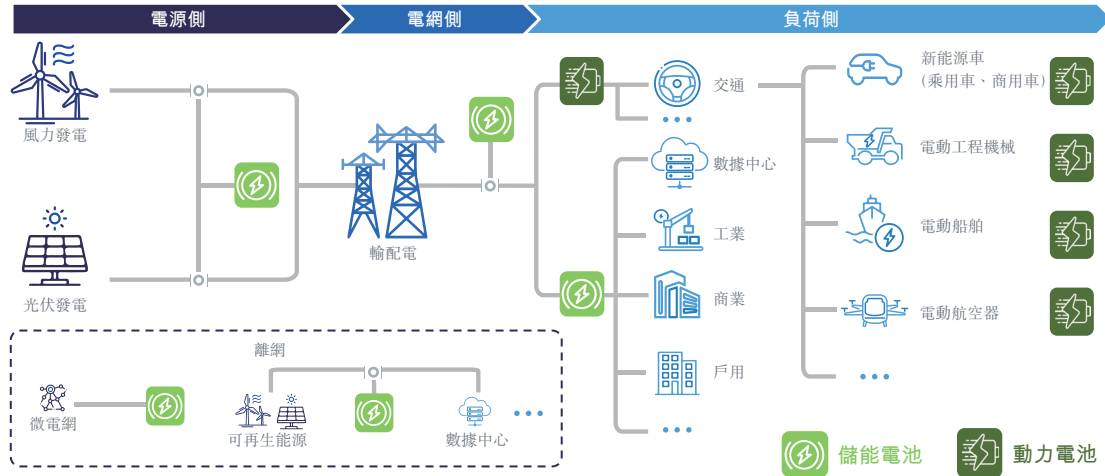 電源側
電網側
負荷側
風力發電
光伏發電
輸配電
交通
數據中心
工業
商業
戶用
新能源車
(乘用車、商用車)
電動工程機械
電動船舶
電動航空器
離網
微電網
可再生能源
數據中心
儲能電池
動力電池